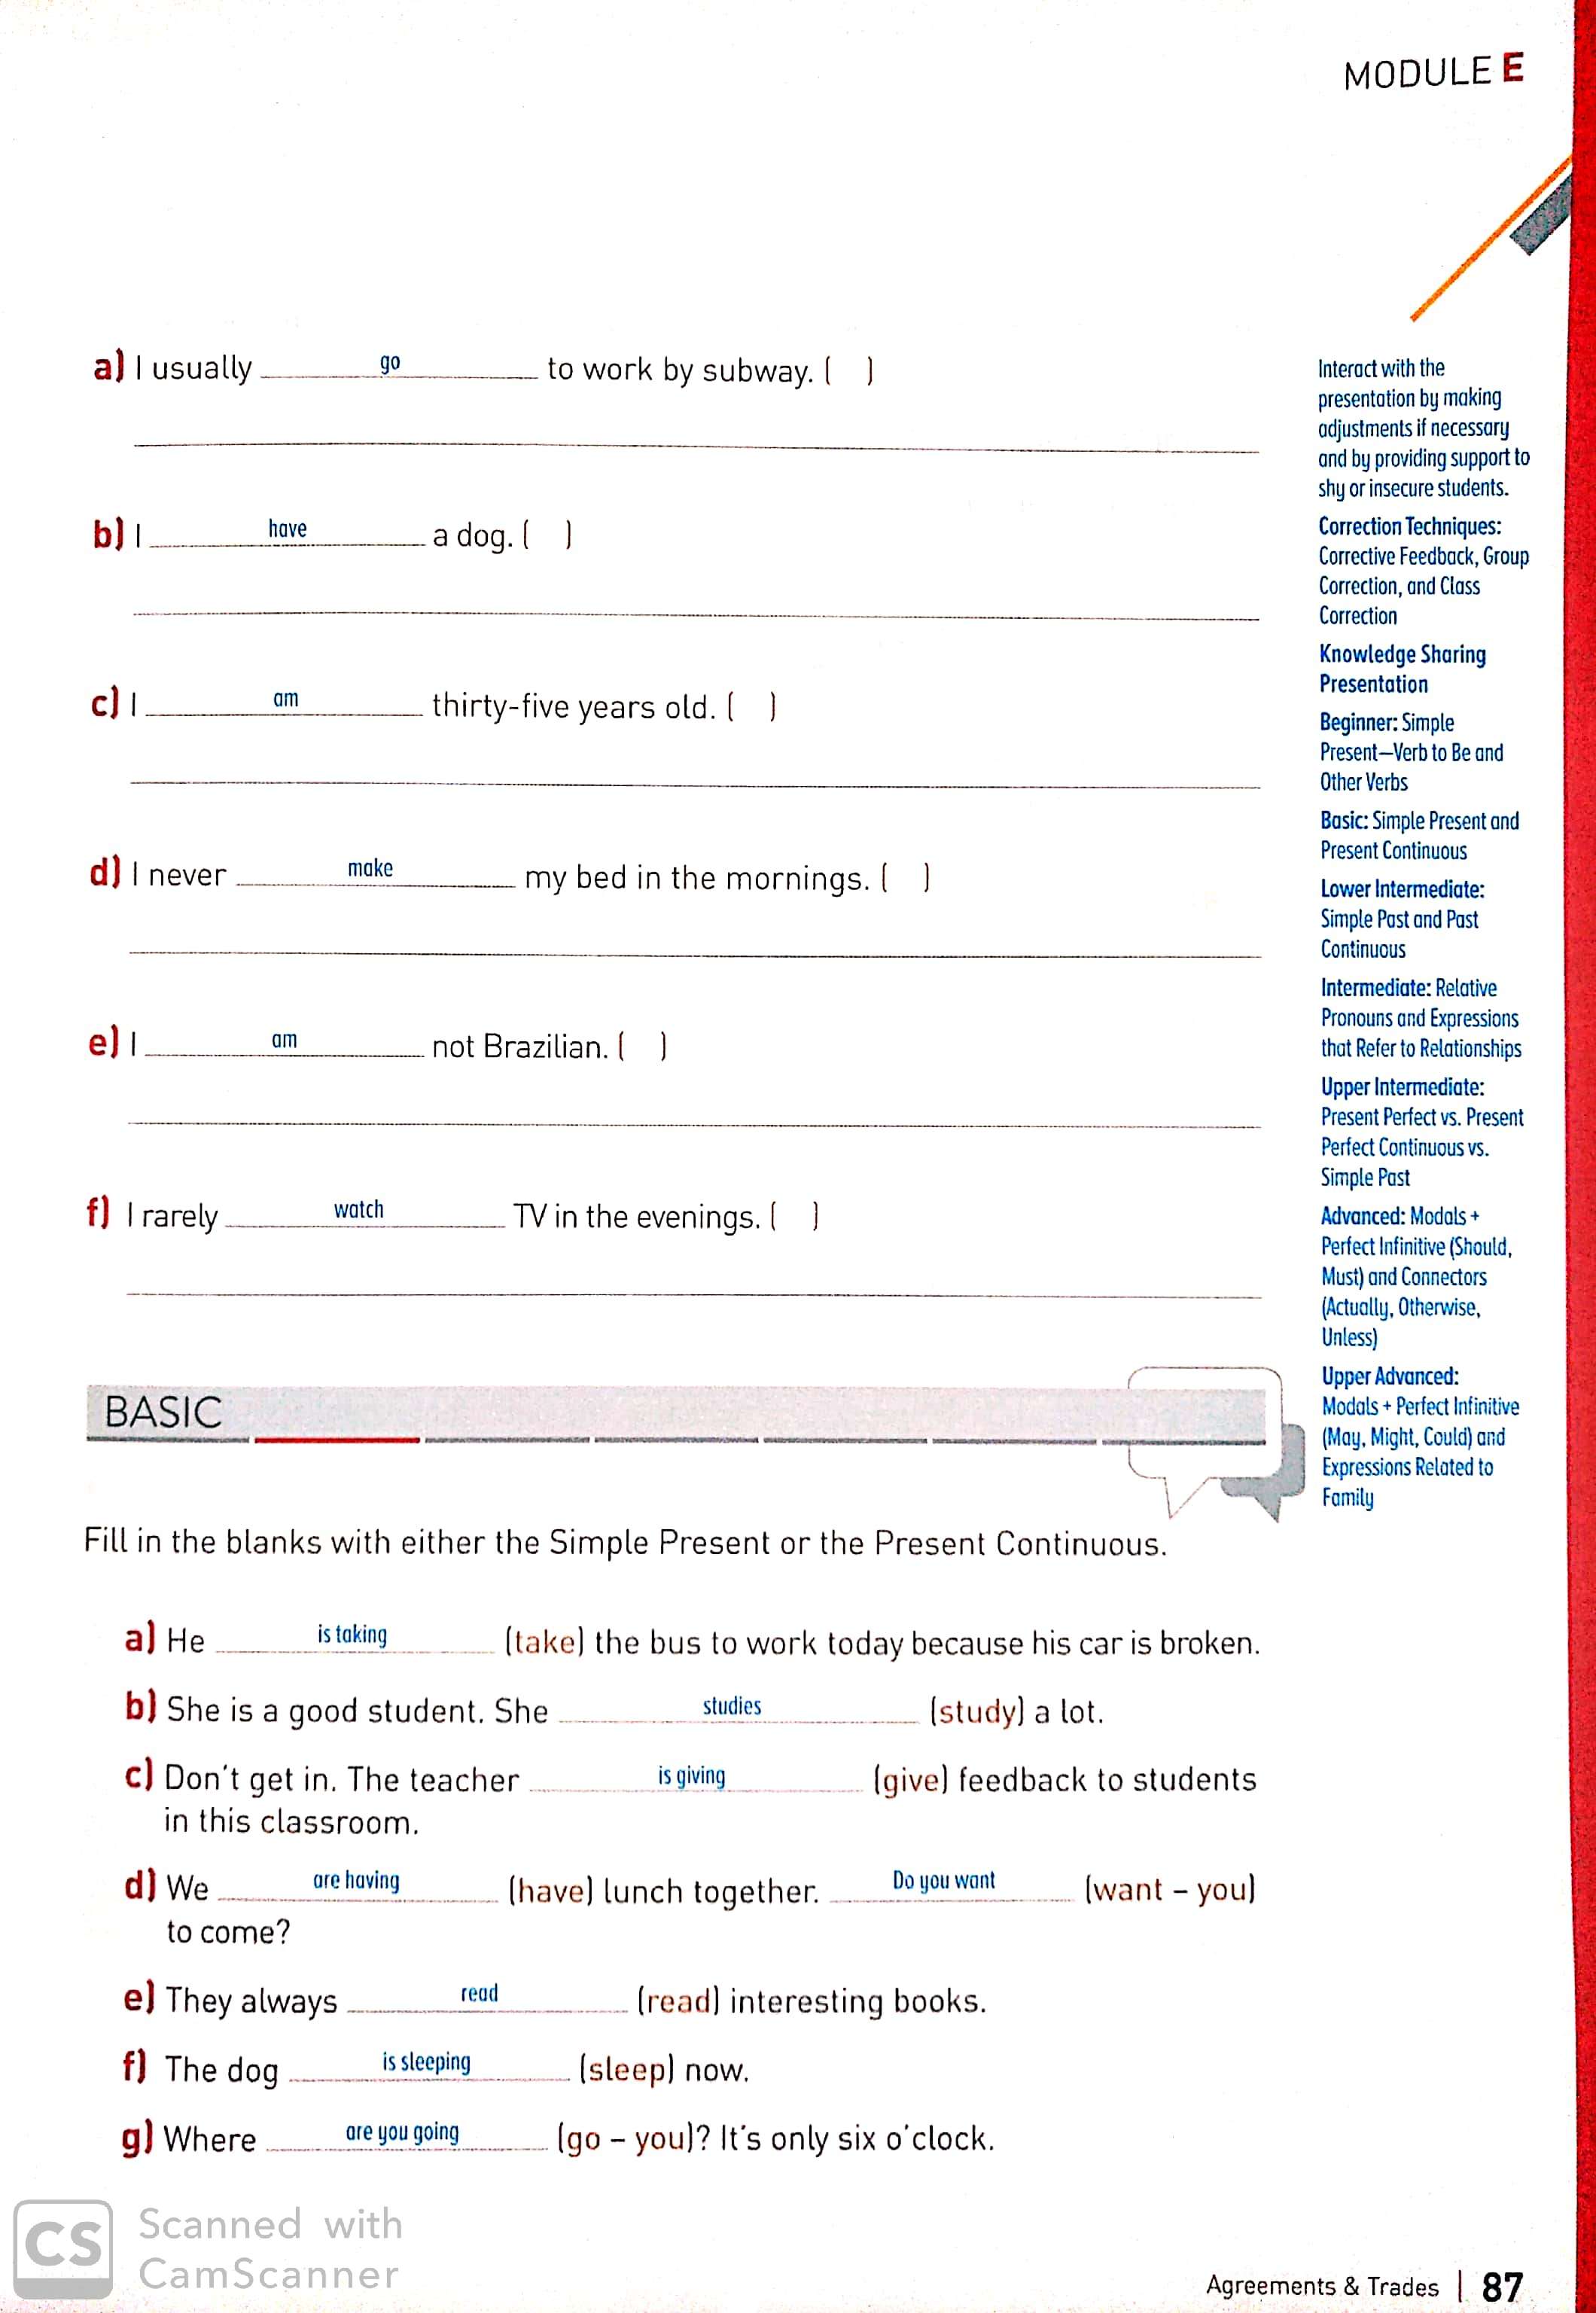 MODULE E
a) I usually go to work by subway. ( )
b) I have a dog. ( )
c) I am thirty-five years old. ( )
d) I never make my bed in the mornings. ( )
e) I am not Brazilian. ( )
f) I rarely watch TV in the evenings. ( )
Interact with the
presentation by making
adjustments if necessary
and by providing support to
shy or insecure students.
Correction Techniques:
Corrective Feedback, Group
Correction, and Class
Correction
Knowledge Sharing
Presentation
Beginner: Simple
Present—Verb to Be and
Other Verbs
Basic: Simple Present and
Present Continuous
Lower Intermediate:
Simple Past and Past
Continuous
Intermediate: Relative
Pronouns and Expressions
that Refer to Relationships
Upper Intermediate:
Present Perfect vs. Present
Perfect Continuous vs.
Simple Past
Advanced: Modals +
Perfect Infinitive (Should,
Must) and Connectors
(Actually, Otherwise,
Unless)
Upper Advanced:
Modals + Perfect Infinitive
(May, Might, Could) and
Expressions Related to
Family
BASIC
Fill in the blanks with either the Simple Present or the Present Continuous.
a) He is taking (take) the bus to work today because his car is broken.
b) She is a good student. She studies (study) a lot.
c) Don't get in. The teacher is giving (give) feedback to students
in this classroom.
d) We are having (have) lunch together. Do you want (want – you)
to come?
e) They always read (read) interesting books.
f) The dog is sleeping (sleep) now.
g) Where are you going (go – you)? It's only six o'clock.
CS Scanned with
CamScanner
Agreements & Trades | 87